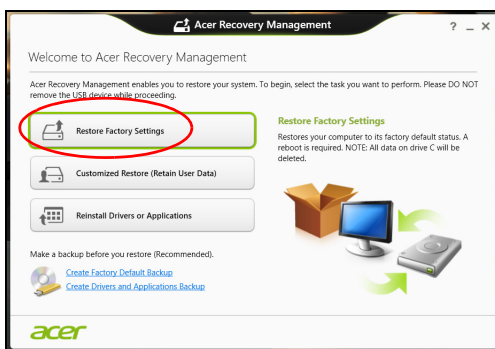 Acer Recovery Management
? _ X
Welcome to Acer Recovery Management
Acer Recovery Management enables you to restore your system. To begin, select the task you want to perform. Please DO NOT
remove the USB device while proceeding.
Restore Factory Settings
Customized Restore (Retain User Data)
Reinstall Drivers or Applications
Restore Factory Settings
Restores your computer to its factory default status. A
reboot is required. NOTE: All data on drive C will be
deleted.
Make a backup before you restore (Recommended).
Create Factory Default Backup
Create Drivers and Applications Backup
acer